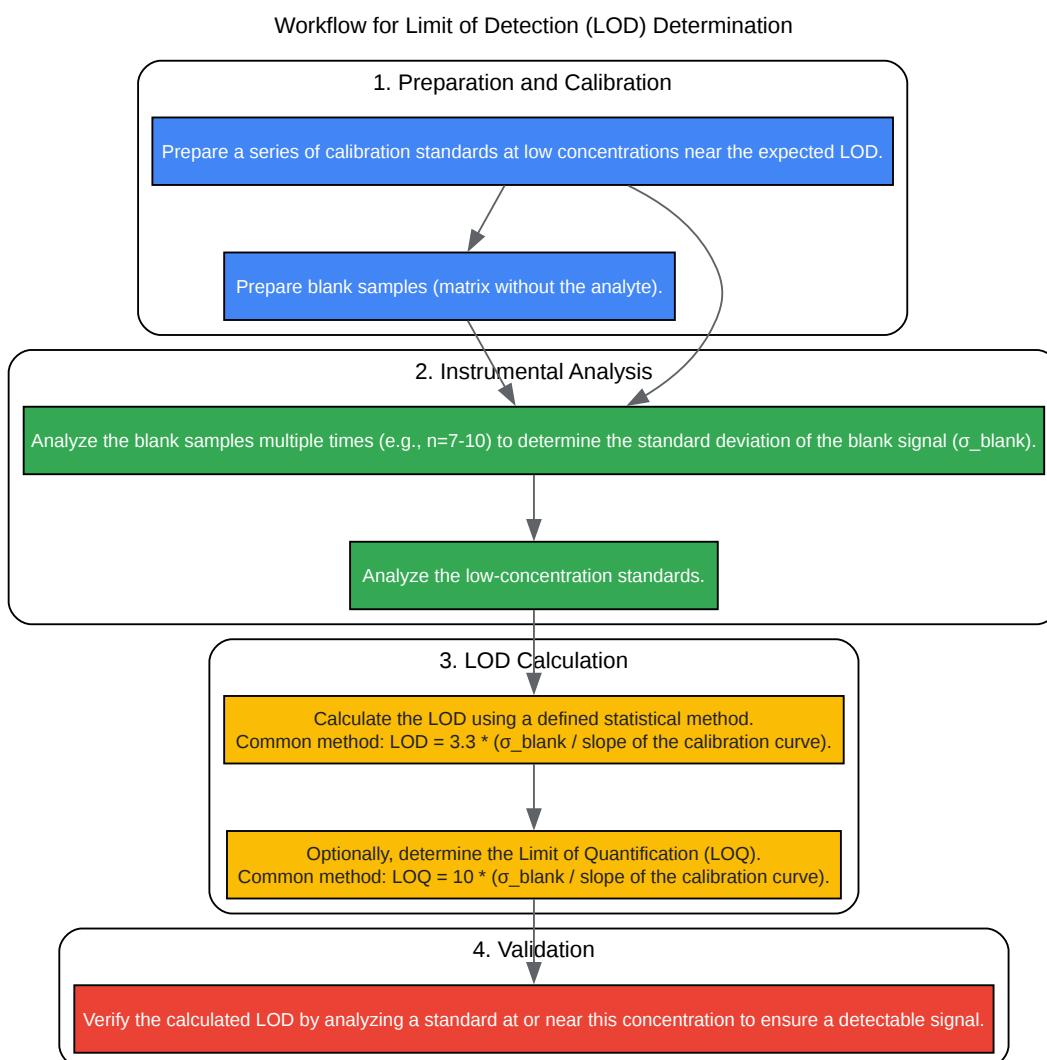 Workflow for Limit of Detection (LOD) Determination
1. Preparation and Calibration
Prepare a series of calibration standards at low concentrations near the expected LOD.
Prepare blank samples (matrix without the analyte).
2. Instrumental Analysis
Analyze the blank samples multiple times (e.g., n=7-10) to determine the standard deviation of the blank signal (σ_blank).
Analyze the low-concentration standards.
3. LOD Calculation
Calculate the LOD using a defined statistical method.
Common method: LOD = 3.3 * (σ_blank / slope of the calibration curve).
Optionally, determine the Limit of Quantification (LOQ).
Common method: LOQ = 10 * (σ_blank / slope of the calibration curve).
4. Validation
Verify the calculated LOD by analyzing a standard at or near this concentration to ensure a detectable signal.